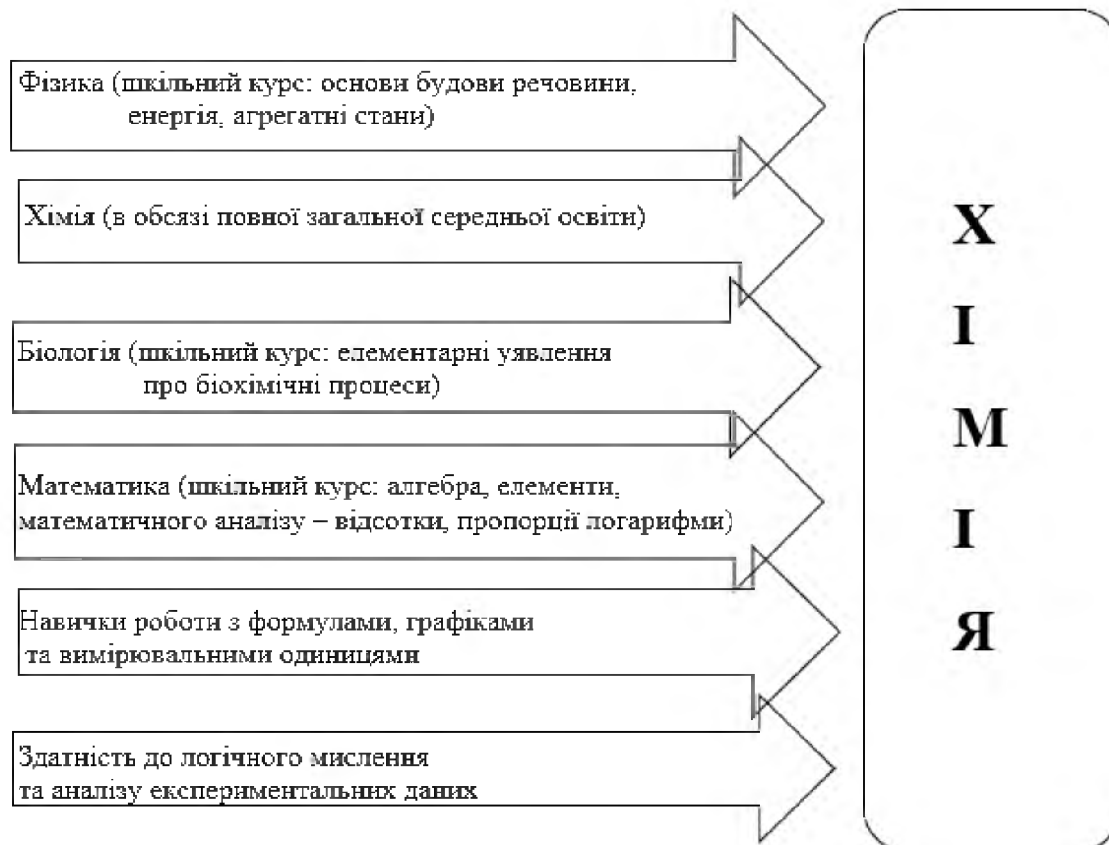 Фізика (шкільний курс: основи будови речовини,
енергія, агрегатні стани)
Хімія (в обсязі повної загальної середньої освіти)
Біологія (шкільний курс: елементарні уявлення
про біохімічні процеси)
Математика (шкільний курс: алгебра, елементи,
математичного аналізу – відсотки, пропорції логарифми)
Навички роботи з формулами, графіками
та вимірювальними одиницями
Здатність до логічного мислення
та аналізу експериментальних даних
Х
І
М
І
Я